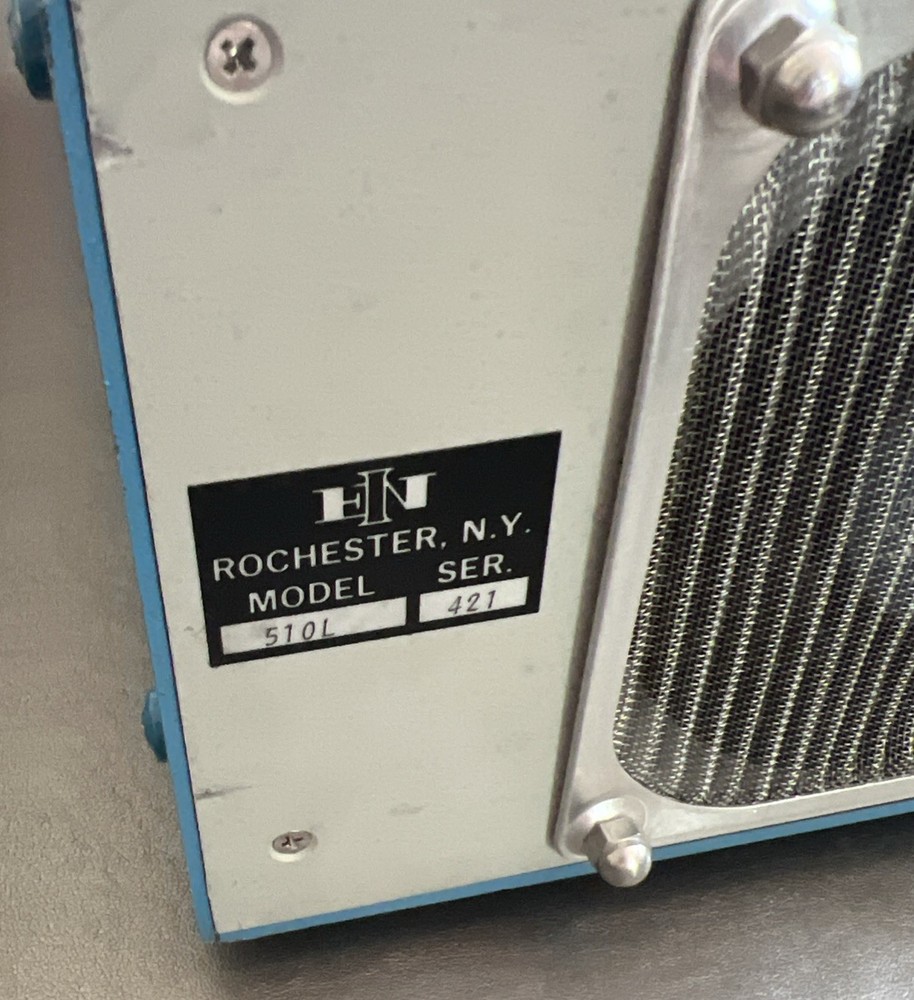 ENI
ROCHESTER, N.Y.
MODEL SER.
510L 421